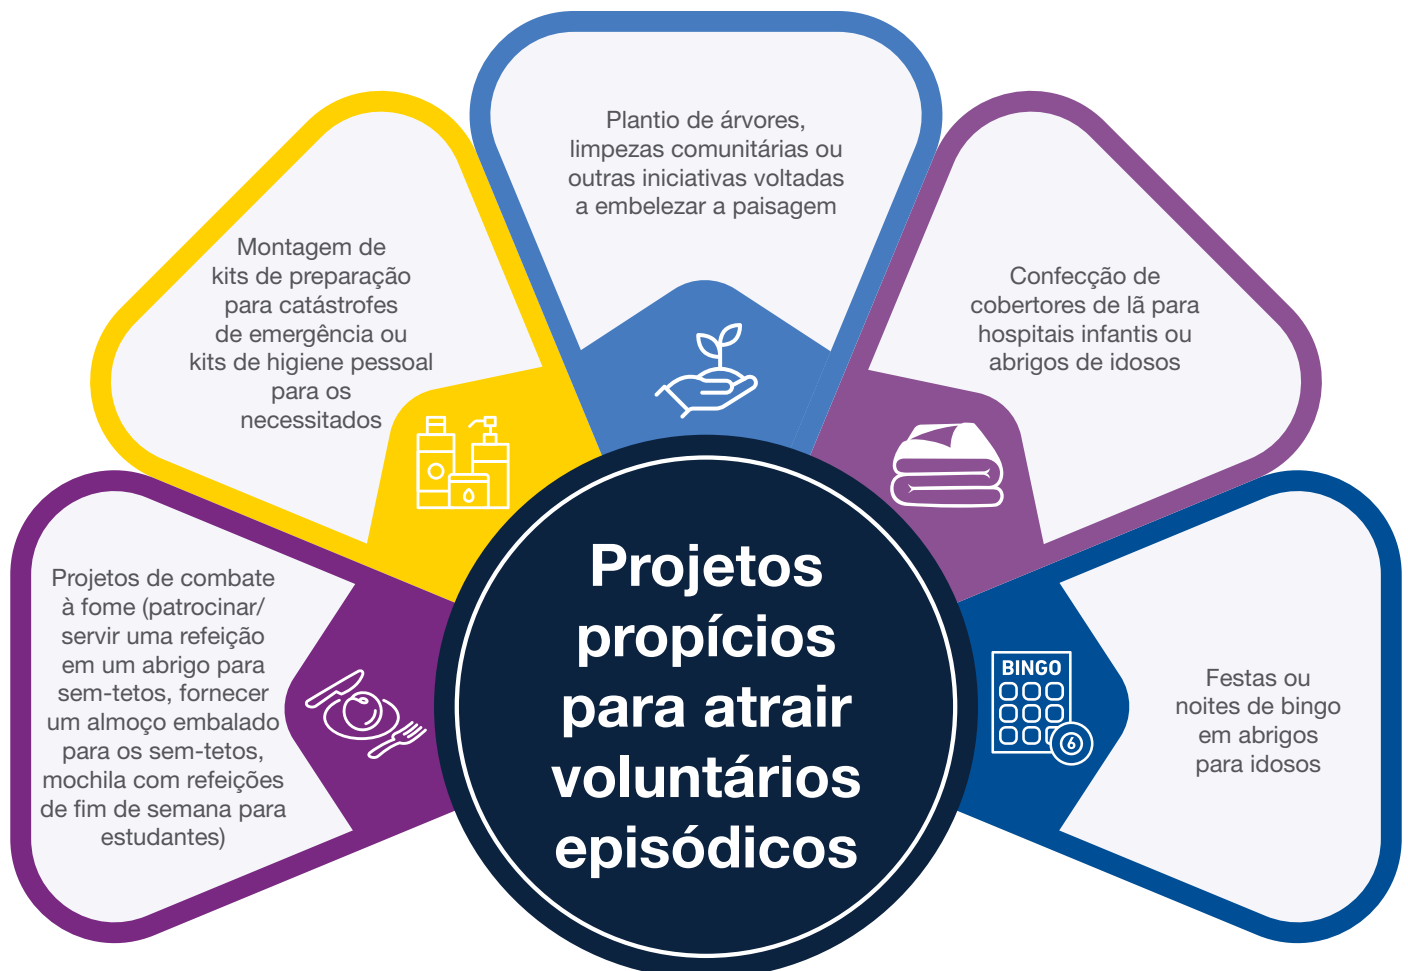 Projetos de combate
à fome (patrocinar/
servir uma refeição
em um abrigo para
sem-tetos, fornecer
um almoço embalado
para os sem-tetos,
mochila com refeições
de fim de semana para
estudantes)
Montagem de
kits de preparação
para catástrofes
de emergência ou
kits de higiene pessoal
para os
necessitados
Plantio de árvores,
limpezas comunitárias ou
outras iniciativas voltadas
a embelezar a paisagem
Confecção de
cobertores de lã para
hospitais infantis ou
abrigos de idosos
BINGO
6
Festas ou
noites de bingo
em abrigos
para idosos
Projetos
propícios
para atrair
voluntários
episódicos